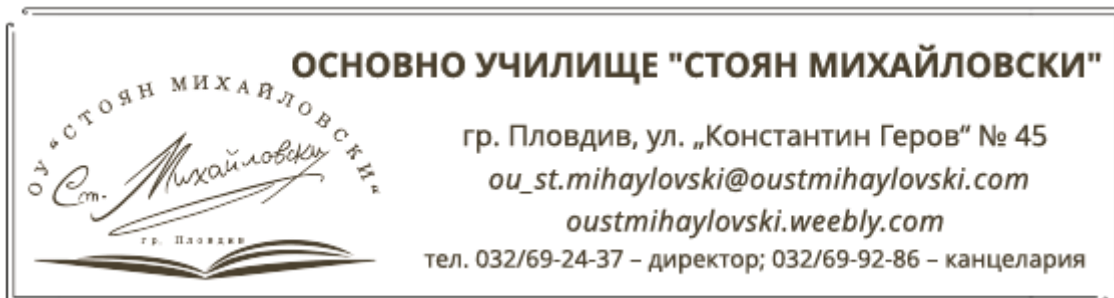 ОСНОВНО УЧИЛИЩЕ "СТОЯН МИХАЙЛОВСКИ"
ОУ "СТОЯН МИХАЙЛОВСКИ"
Ст. Михайловски
гр. Пловдив
гр. Пловдив, ул. „Константин Геров“ № 45
ou_st.mihaylovski@oustmihaylovski.com
oustmihaylovski.weebly.com
тел. 032/69-24-37 – директор; 032/69-92-86 – канцелария